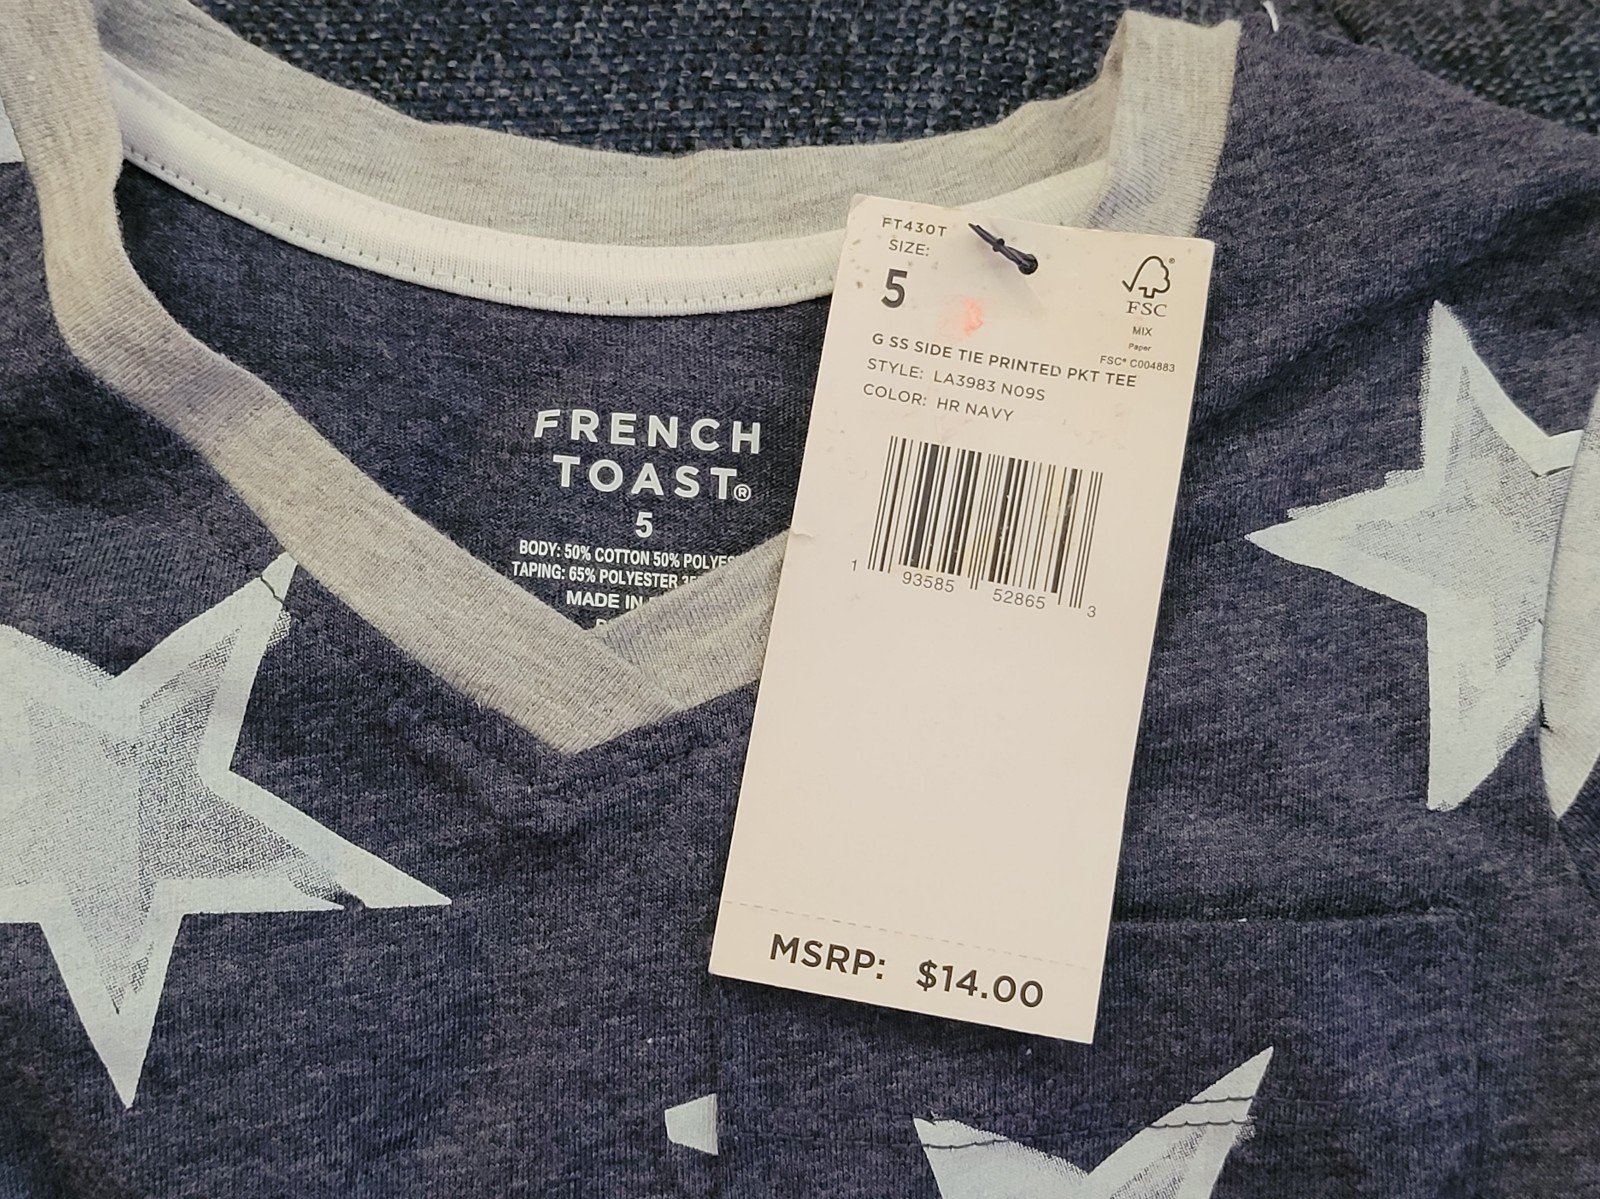 FRENCH
TOAST®
5
BODY: 50% COTTON 50%
TAPING: 65% POLYESTER
MADE IN
FT430T
SIZE:
5
FSC®
MIX
Paper
FSC® C004883
G SS SIDE TIE PRINTED PKT TEE
STYLE: LA3983 N09S
COLOR: HR NAVY
1 93585 52865 3
MSRP: $14.00